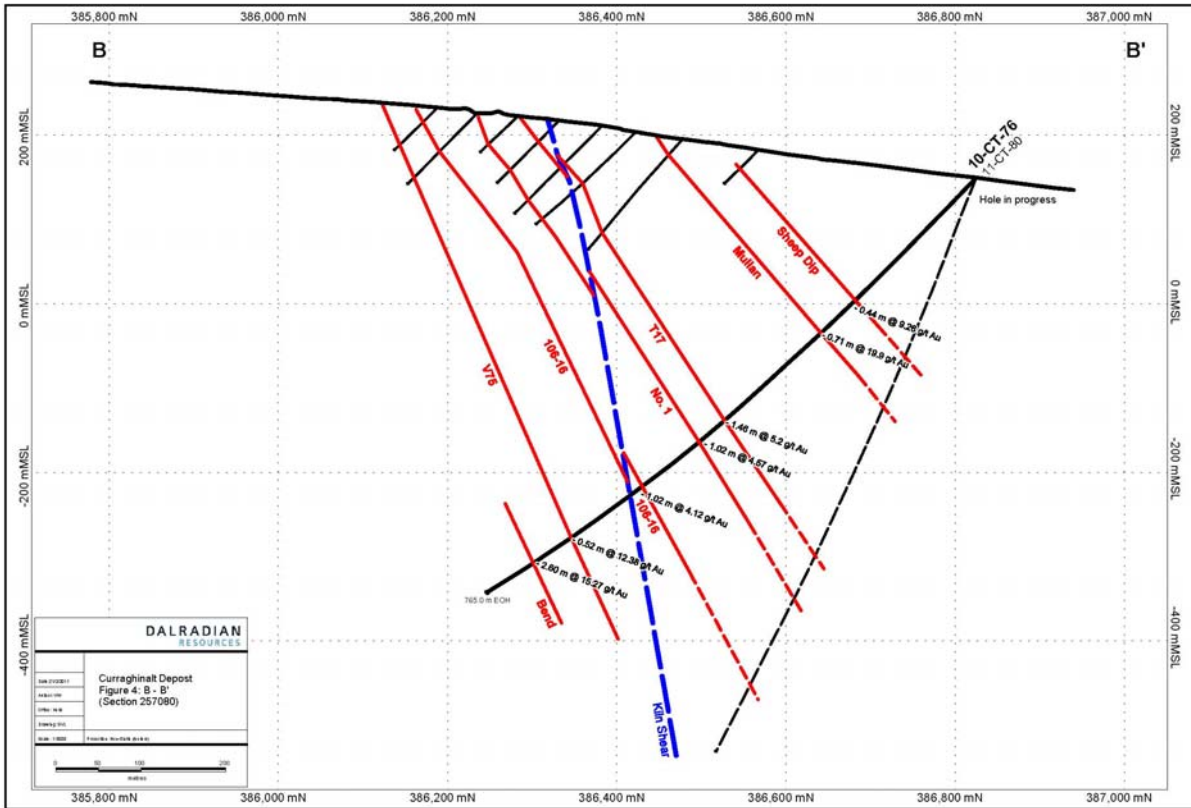 385,800 mN 386,000 mN 386,200 mN 386,400 mN 386,600 mN 386,800 mN 387,000 mN
B
B'
200 mMSL
200 mMSL
10-CT-76
11-CT-80
Hole in progress
Sheep Dip
Mullan
0 mMSL
0 mMSL
0.44 m @ 9.26 g/t Au
0.71 m @ 19.9 g/t Au
T17
106-16
V75
No. 1
1.46 m @ 5.2 g/t Au
1.02 m @ 4.57 g/t Au
-200 mMSL
-200 mMSL
1.02 m @ 4.12 g/t Au
106-16
0.52 m @ 12.38 g/t Au
2.60 m @ 15.27 g/t Au
765.0 m EOH
Bend
-400 mMSL
-400 mMSL
Kiln Shear
DALRADIAN
RESOURCES
Curraghinalt Depost
Figure 4: B - B'
(Section 257080)
0 50 100 200
metres
385,800 mN 386,000 mN 386,200 mN 386,400 mN 386,600 mN 386,800 mN 387,000 mN